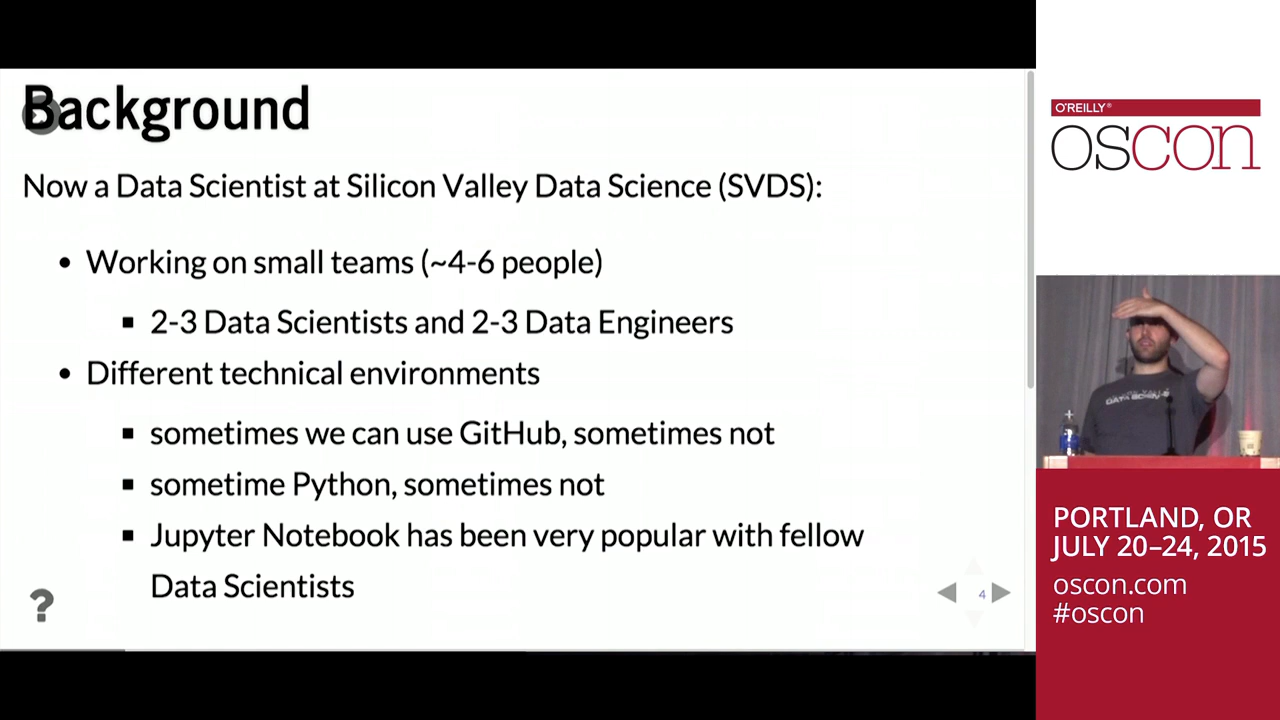 Background
Now a Data Scientist at Silicon Valley Data Science (SVDS):
• Working on small teams (~4-6 people)
▪ 2-3 Data Scientists and 2-3 Data Engineers
• Different technical environments
▪ sometimes we can use GitHub, sometimes not
▪ sometime Python, sometimes not
▪ Jupyter Notebook has been very popular with fellow
Data Scientists
?
4
O'REILLY®
oscon
PORTLAND, OR
JULY 20–24, 2015
oscon.com
#oscon